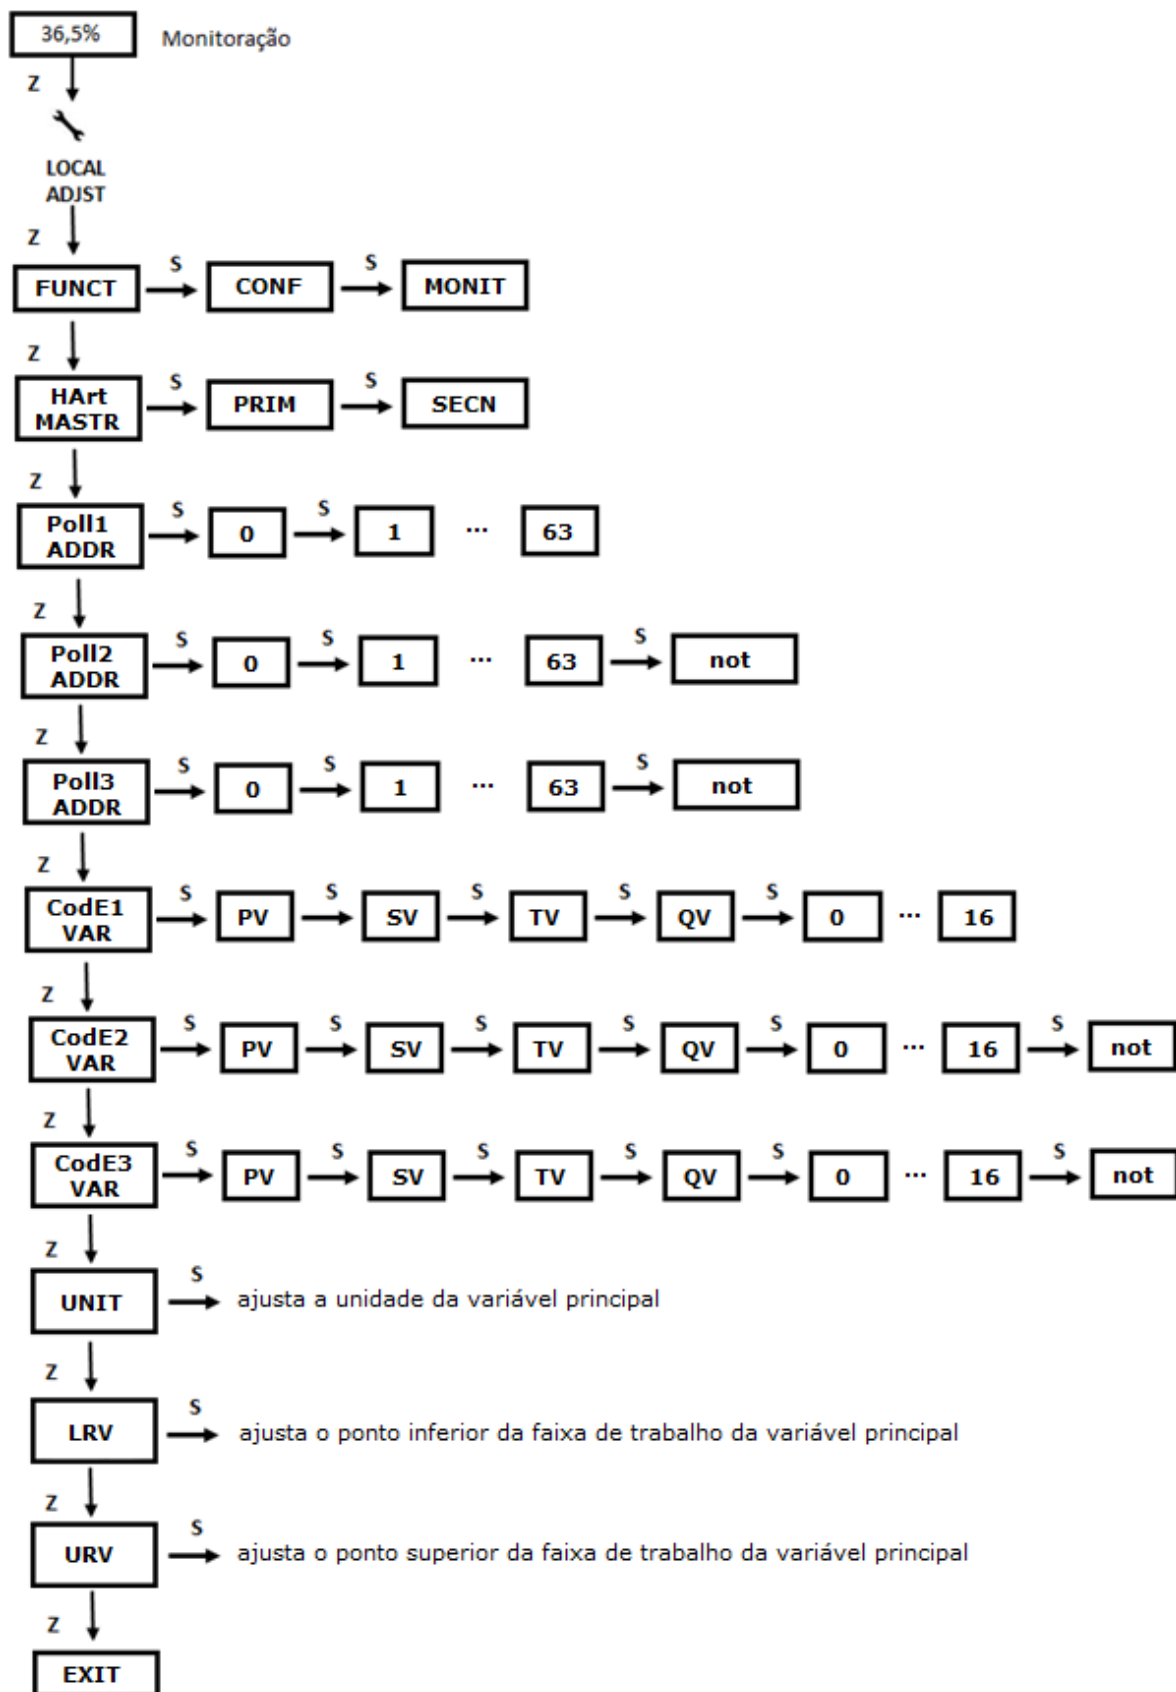 36,5% Monitoração
Z
LOCAL
ADJST
Z
S S
FUNCT CONF MONIT
Z
S S
HArt
MASTR PRIM SECN
Z
S S
Poll1
ADDR 0 1 ... 63
Z
S S S
Poll2
ADDR 0 1 ... 63 not
Z
S S S
Poll3
ADDR 0 1 ... 63 not
Z
S S S S S
CodE1
VAR PV SV TV QV 0 ... 16
Z
S S S S S S
CodE2
VAR PV SV TV QV 0 ... 16 not
Z
S S S S S S
CodE3
VAR PV SV TV QV 0 ... 16 not
Z
S
UNIT ajusta a unidade da variável principal
Z
S
LRV ajusta o ponto inferior da faixa de trabalho da variável principal
Z
S
URV ajusta o ponto superior da faixa de trabalho da variável principal
Z
EXIT